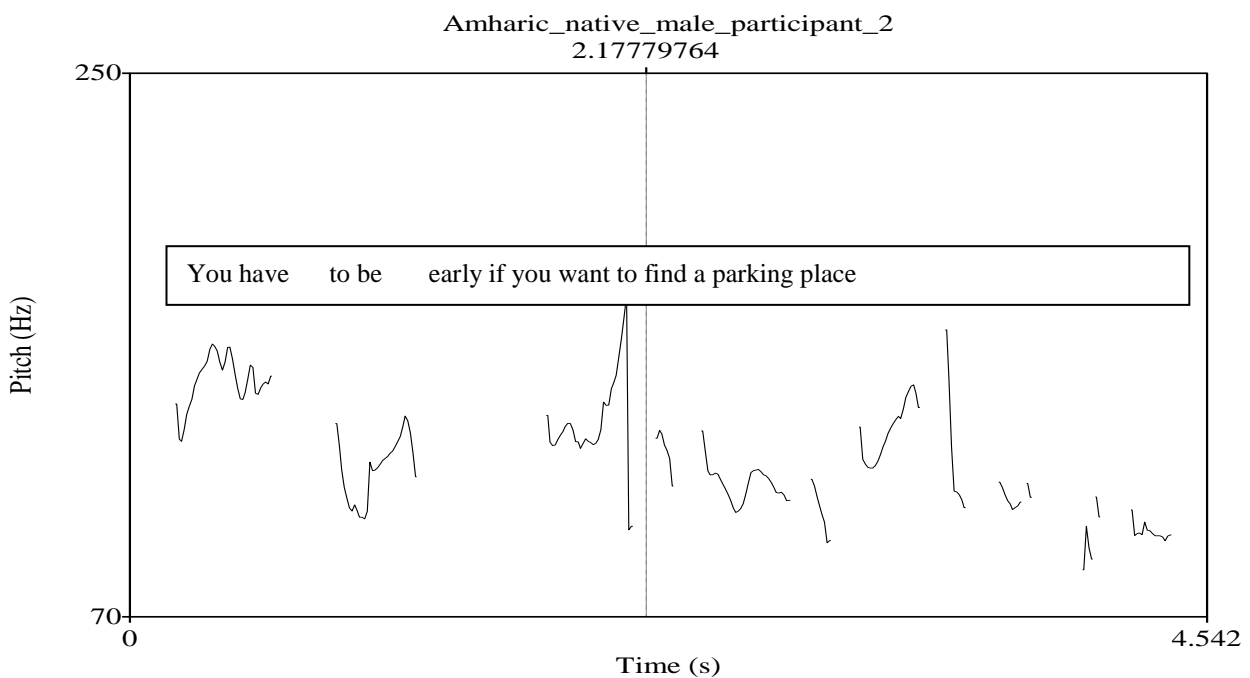 Amharic_native_male_participant_2
2.17779764
250
You have to be early if you want to find a parking place
Pitch (Hz)
70
0
4.542
Time (s)